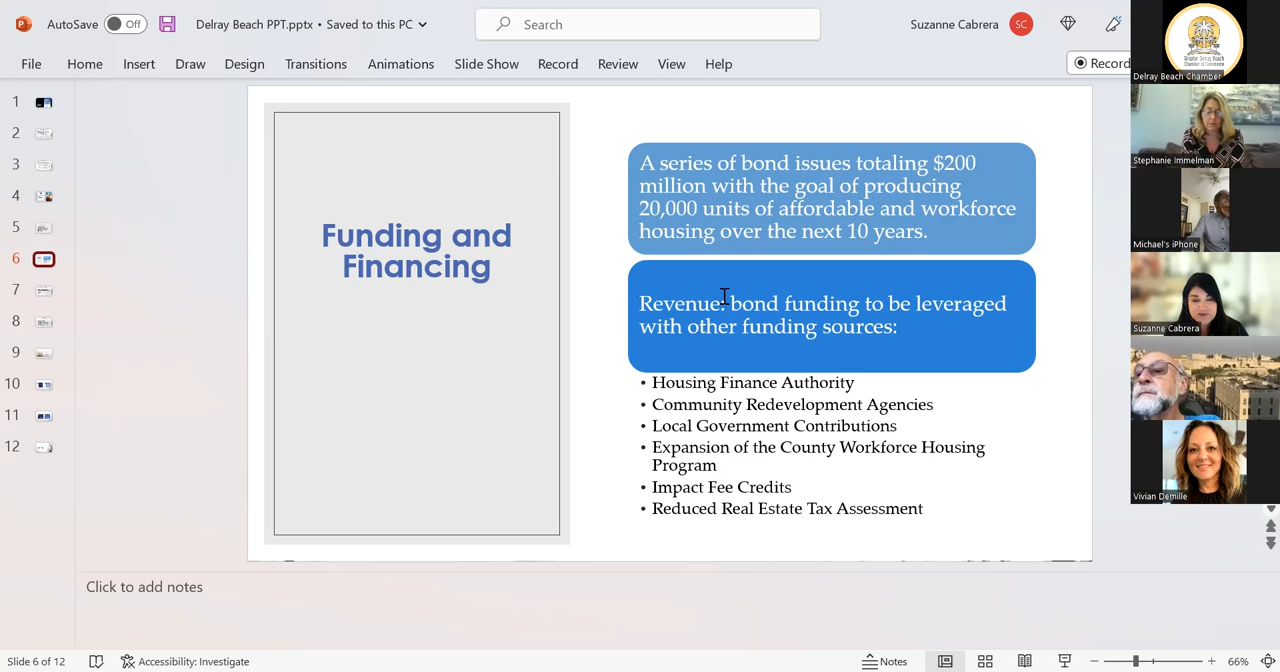 AutoSave Off Delray Beach PPT.pptx • Saved to this PC Search Suzanne Cabrera SC
File Home Insert Draw Design Transitions Animations Slide Show Record Review View Help Record
1
2
3
4
5
6
7
8
9
10
11
12
Funding and
Financing
A series of bond issues totaling $200
million with the goal of producing
20,000 units of affordable and workforce
housing over the next 10 years.
Revenue bond funding to be leveraged
with other funding sources:
• Housing Finance Authority
• Community Redevelopment Agencies
• Local Government Contributions
• Expansion of the County Workforce Housing
Program
• Impact Fee Credits
• Reduced Real Estate Tax Assessment
Greater Delray Beach
Chamber of Commerce
Delray Beach Chamber
Stephanie Immelman
Michael's iPhone
Suzanne Cabrera
Vivian Demille
Click to add notes
Slide 6 of 12 Accessibility: Investigate Notes 66%